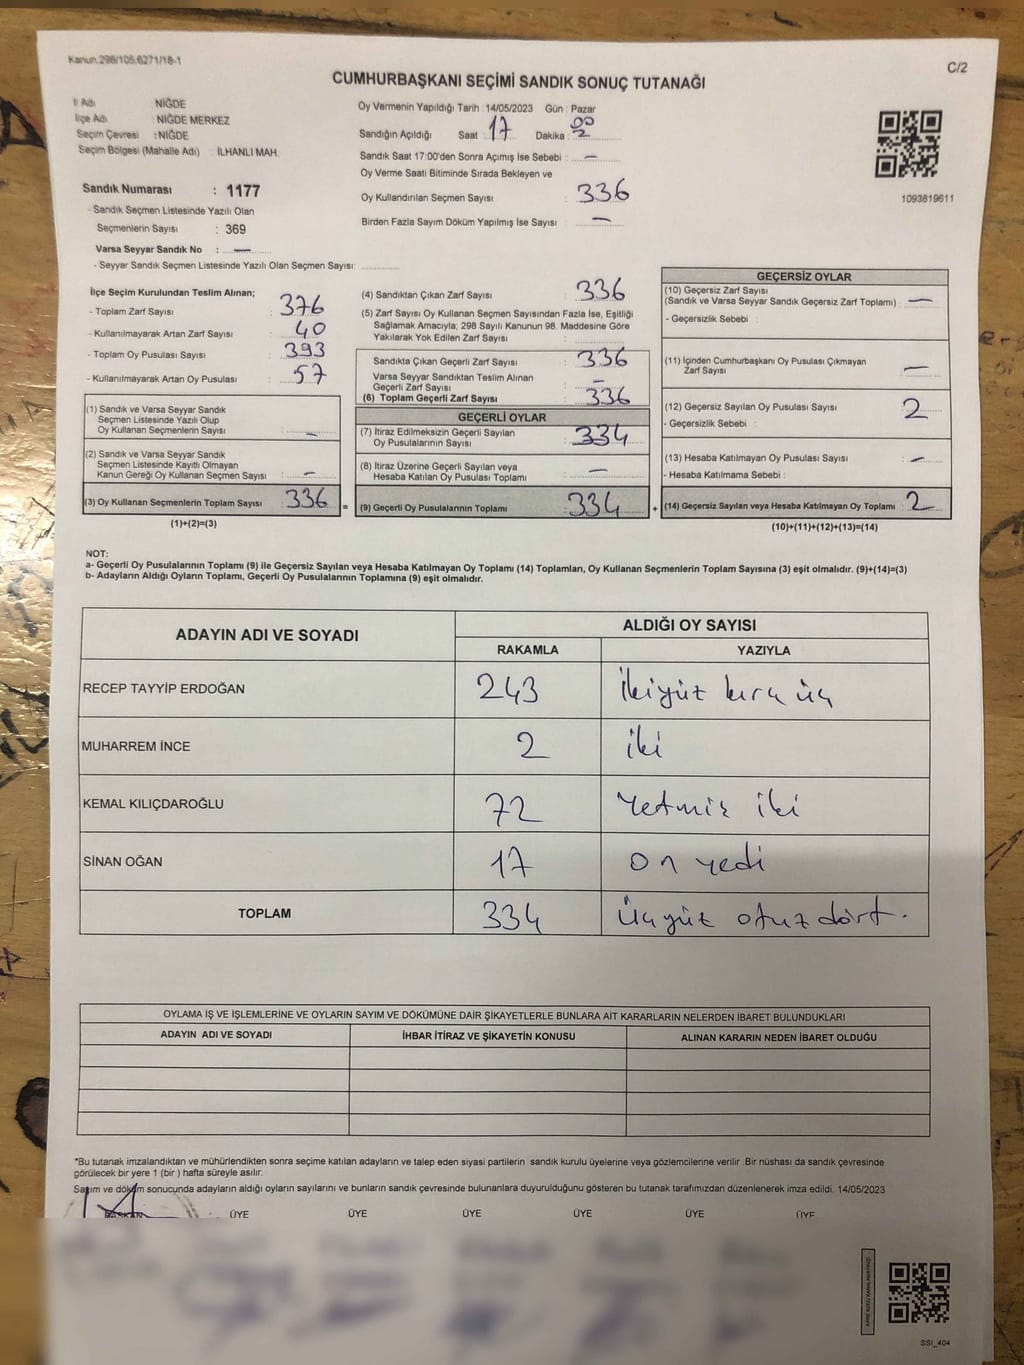 Kanun.298/105;6271/18-1
C/2
CUMHURBAŞKANI SEÇİMİ SANDIK SONUÇ TUTANAĞI
İl Adı NİĞDE
İlçe Adı : NİĞDE MERKEZ
Seçim Çevresi : NİĞDE
Seçim Bölgesi (Mahalle Adı) : İLHANLI MAH.
Sandık Numarası : 1177
- Sandık Seçmen Listesinde Yazılı Olan
Seçmenlerin Sayısı : 369
Varsa Seyyar Sandık No : —
- Seyyar Sandık Seçmen Listesinde Yazılı Olan Seçmen Sayısı:
Oy Vermenin Yapıldığı Tarih :14/05/2023 Gün : Pazar
Sandığın Açıldığı Saat : 17 Dakika :
Sandık Saat 17:00'den Sonra Açımış İse Sebebi : —
Oy Verme Saati Bitiminde Sırada Bekleyen ve
Oy Kullandırılan Seçmen Sayısı : 336
Birden Fazla Sayım Döküm Yapılmış İse Sayısı : —
1093819611
İlçe Seçim Kurulundan Teslim Alınan;
- Toplam Zarf Sayısı : 376
- Kullanılmayarak Artan Zarf Sayısı : 40
- Toplam Oy Pusulası Sayısı : 393
- Kullanılmayarak Artan Oy Pusulası : 57
(1) Sandık ve Varsa Seyyar Sandık
Seçmen Listesinde Yazılı Olup
Oy Kullanan Seçmenlerin Sayısı : —
(2) Sandık ve Varsa Seyyar Sandık
Seçmen Listesinde Kayıtlı Olmayan
Kanun Gereği Oy Kullanan Seçmen Sayısı : —
(3) Oy Kullanan Seçmenlerin Toplam Sayısı : 336 =
(1)+(2)=(3)
(4) Sandıktan Çıkan Zarf Sayısı : 336
(5) Zarf Sayısı Oy Kullanan Seçmen Sayısından Fazla İse, Eşitliği
Sağlamak Amacıyla; 298 Sayılı Kanunun 98. Maddesine Göre
Yakılarak Yok Edilen Zarf Sayısı :
Sandıkta Çıkan Geçerli Zarf Sayısı : 336
Varsa Seyyar Sandıktan Teslim Alınan
Geçerli Zarf Sayısı : —
(6) Toplam Geçerli Zarf Sayısı : 336
GEÇERLİ OYLAR
(7) İtiraz Edilmeksizin Geçerli Sayılan
Oy Pusulalarının Sayısı : 334
(8) İtiraz Üzerine Geçerli Sayılan veya
Hesaba Katılan Oy Pusulası Toplamı : —
(9) Geçerli Oy Pusulalarının Toplamı : 334 +
GEÇERSİZ OYLAR
(10) Geçersiz Zarf Sayısı
(Sandık ve Varsa Seyyar Sandık Geçersiz Zarf Toplamı) : —
- Geçersizlik Sebebi :
(11) İçinden Cumhurbaşkanı Oy Pusulası Çıkmayan
Zarf Sayısı : —
(12) Geçersiz Sayılan Oy Pusulası Sayısı : 2
- Geçersizlik Sebebi :
(13) Hesaba Katılmayan Oy Pusulası Sayısı : —
- Hesaba Katılmama Sebebi :
(14) Geçersiz Sayılan veya Hesaba Katılmayan Oy Toplamı : 2
(10)+(11)+(12)+(13)=(14)
NOT:
a- Geçerli Oy Pusulalarının Toplamı (9) ile Geçersiz Sayılan veya Hesaba Katılmayan Oy Toplamı (14) Toplamları, Oy Kullanan Seçmenlerin Toplam Sayısına (3) eşit olmalıdır. (9)+(14)=(3)
b- Adayların Aldığı Oyların Toplamı, Geçerli Oy Pusulalarının Toplamına (9) eşit olmalıdır.
ADAYIN ADI VE SOYADI ALDIĞI OY SAYISI
RAKAMLA YAZIYLA
RECEP TAYYİP ERDOĞAN 243 İkiyüz kırk üç
MUHARREM İNCE 2 iki
KEMAL KILIÇDAROĞLU 72 Yetmiş iki
SİNAN OĞAN 17 on yedi
TOPLAM 334 Üçyüz otuz dört.
OYLAMA İŞ VE İŞLEMLERİNE VE OYLARIN SAYIM VE DÖKÜMÜNE DAİR ŞİKAYETLERLE BUNLARA AİT KARARLARIN NELERDEN İBARET BULUNDUKLARI
ADAYIN ADI VE SOYADI İHBAR İTİRAZ VE ŞİKAYETİN KONUSU ALINAN KARARIN NEDEN İBARET OLDUĞU
*Bu tutanak imzalandıktan ve mühürlendikten sonra seçime katılan adayların ve talep eden siyasi partilerin sandık kurulu üyelerine veya gözlemcilerine verilir .Bir nüshası da sandık çevresinde
görülecek bir yere 1 (bir ) hafta süreyle asılır.
Sayım ve döküm sonucunda adayların aldığı oyların sayılarını ve bunların sandık çevresinde bulunanlara duyurulduğunu gösteren bu tutanak tarafımızdan düzenlenerek imza edildi. 14/05/2023
BAŞKAN ÜYE ÜYE ÜYE ÜYE ÜYE ÜYE
SSI_404